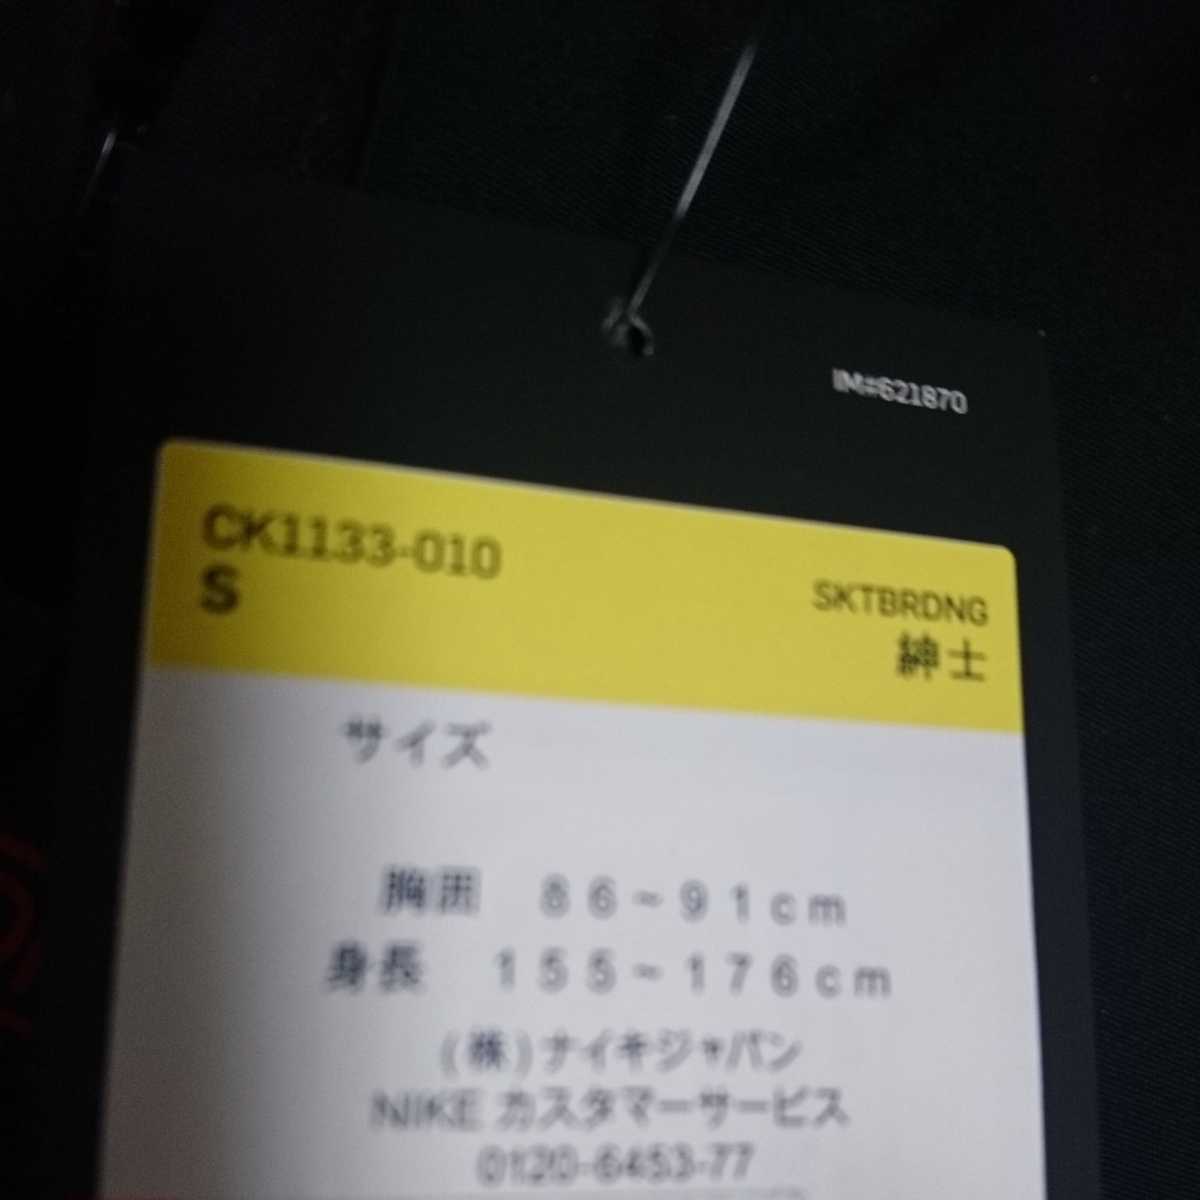 IM#621870
CK1133-010
S
SKTBRDNG
紳士
サイズ
胸囲 86~91cm
身長 155~176cm
(株)ナイキジャパン
NIKE カスタマーサービス
0120-6453-77